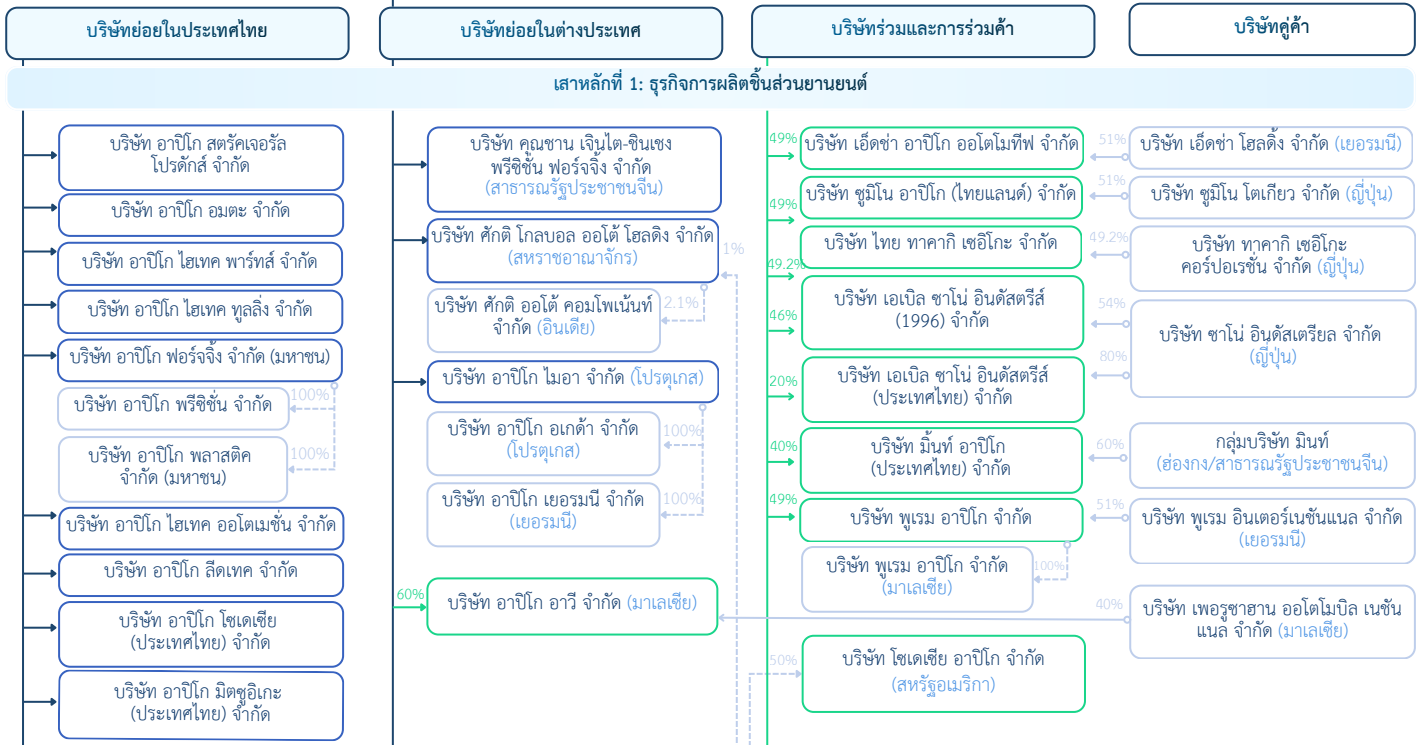 บริษัทย่อยในประเทศไทย
บริษัทย่อยในต่างประเทศ
บริษัทร่วมและการร่วมค้า
บริษัทคู่ค้า
เสาหลักที่ 1: ธุรกิจการผลิตชิ้นส่วนยานยนต์
บริษัท อาปิโก สตรัคเจอรัล
โปรดักส์ จำกัด
บริษัท อาปิโก อมตะ จำกัด
บริษัท อาปิโก ไฮเทค พาร์ทส์ จำกัด
บริษัท อาปิโก ไฮเทค ทูลลิ่ง จำกัด
บริษัท อาปิโก ฟอร์จจิ้ง จำกัด (มหาชน)
100%
บริษัท อาปิโก พรีซิชั่น จำกัด
100%
บริษัท อาปิโก พลาสติค
จำกัด (มหาชน)
บริษัท อาปิโก ไฮเทค ออโตเมชั่น จำกัด
บริษัท อาปิโก ลีดเทค จำกัด
บริษัท อาปิโก โซเดเซีย
(ประเทศไทย) จำกัด
บริษัท อาปิโก มิตซูอิเกะ
(ประเทศไทย) จำกัด
บริษัท คุณชาน เจิ้นไต-ชินเชง
พรีซิชั่น ฟอร์จจิ้ง จำกัด
(สาธารณรัฐประชาชนจีน)
บริษัท ศักติ โกลบอล ออโต้ โฮลดิง จำกัด
(สหราชอาณาจักร)
1%
2.1%
บริษัท ศักติ ออโต้ คอมโพเน้นท์
จำกัด (อินเดีย)
บริษัท อาปิโก ไมอา จำกัด (โปรตุเกส)
100%
บริษัท อาปิโก อเกด้า จำกัด
(โปรตุเกส)
100%
บริษัท อาปิโก เยอรมนี จำกัด
(เยอรมนี)
60%
บริษัท อาปิโก อาวี จำกัด (มาเลเซีย)
49%
บริษัท เอ็ดช่า อาปิโก ออโตโมทีฟ จำกัด
51%
บริษัท เอ็ดช่า โฮลดิ้ง จำกัด (เยอรมนี)
49%
บริษัท ซูมิโน อาปิโก (ไทยแลนด์) จำกัด
51%
บริษัท ซูมิโน โตเกียว จำกัด (ญี่ปุ่น)
49.2%
บริษัท ไทย ทาคากิ เซอิโกะ จำกัด
49.2%
บริษัท ทาคากิ เซอิโกะ
คอร์ปอเรชั่น จำกัด (ญี่ปุ่น)
46%
บริษัท เอเบิล ซาโน่ อินดัสตรีส์
(1996) จำกัด
54%
80%
บริษัท ซาโน่ อินดัสเตรียล จำกัด
(ญี่ปุ่น)
20%
บริษัท เอเบิล ซาโน่ อินดัสตรีส์
(ประเทศไทย) จำกัด
40%
บริษัท มิ้นท์ อาปิโก
(ประเทศไทย) จำกัด
60%
กลุ่มบริษัท มินท์
(ฮ่องกง/สาธารณรัฐประชาชนจีน)
49%
บริษัท พูเรม อาปิโก จำกัด
51%
บริษัท พูเรม อินเตอร์เนชันแนล จำกัด
(เยอรมนี)
100%
บริษัท พูเรม อาปิโก จำกัด
(มาเลเซีย)
40%
บริษัท เพอรูซาฮาน ออโตโมบิล เนชัน
แนล จำกัด (มาเลเซีย)
50%
บริษัท โซเดเซีย อาปิโก จำกัด
(สหรัฐอเมริกา)